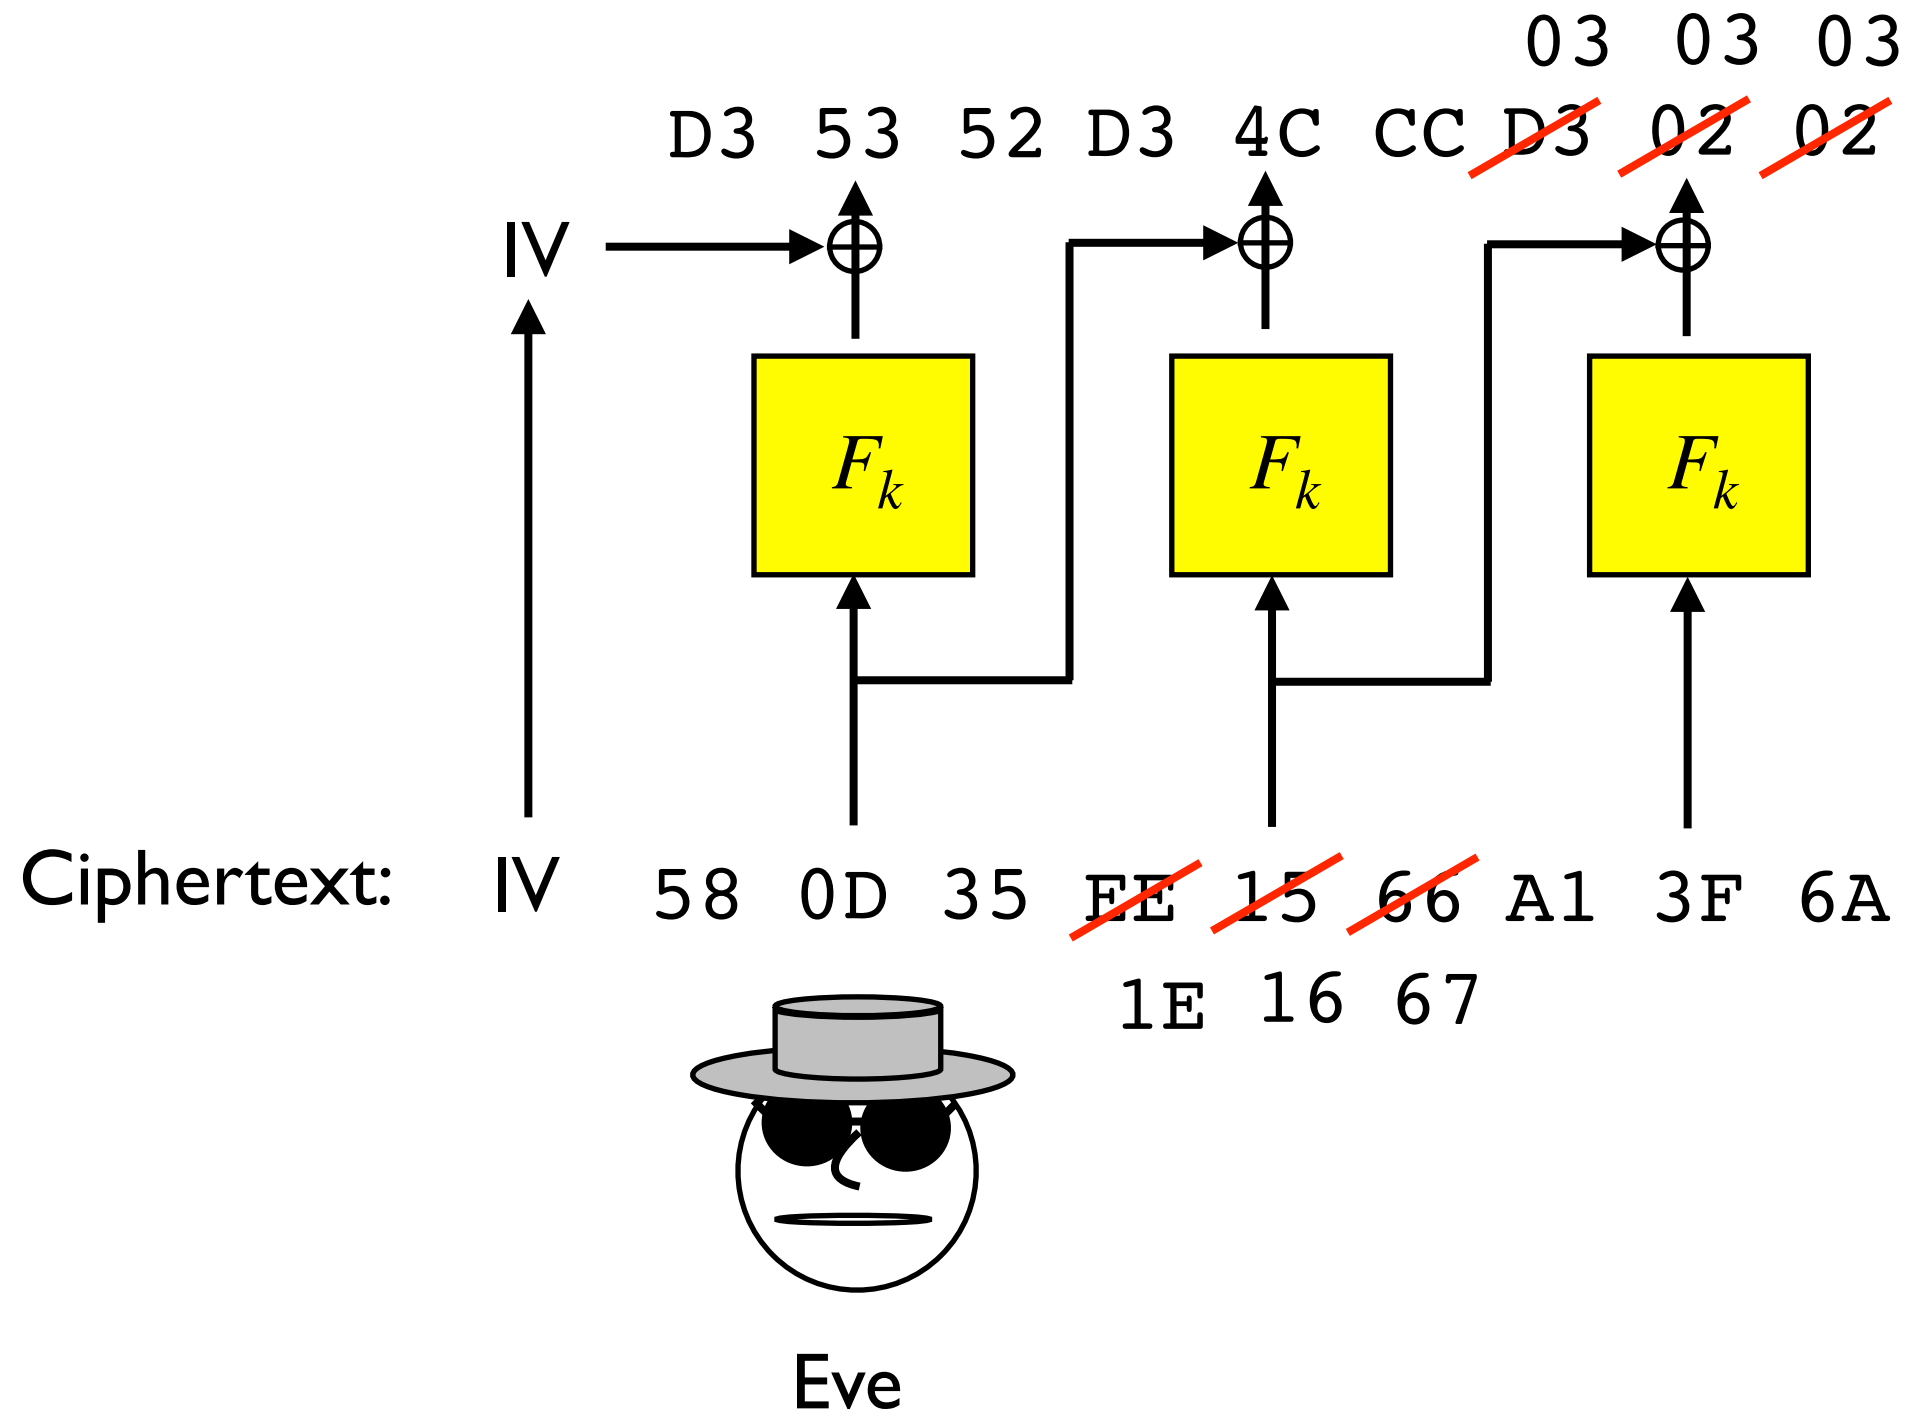 03 03 03
D3 53 52 D3 4C CC D3 02 02
IV
Fk Fk Fk
Ciphertext: IV 58 0D 35 EE 15 66 A1 3F 6A
1E 16 67
Eve